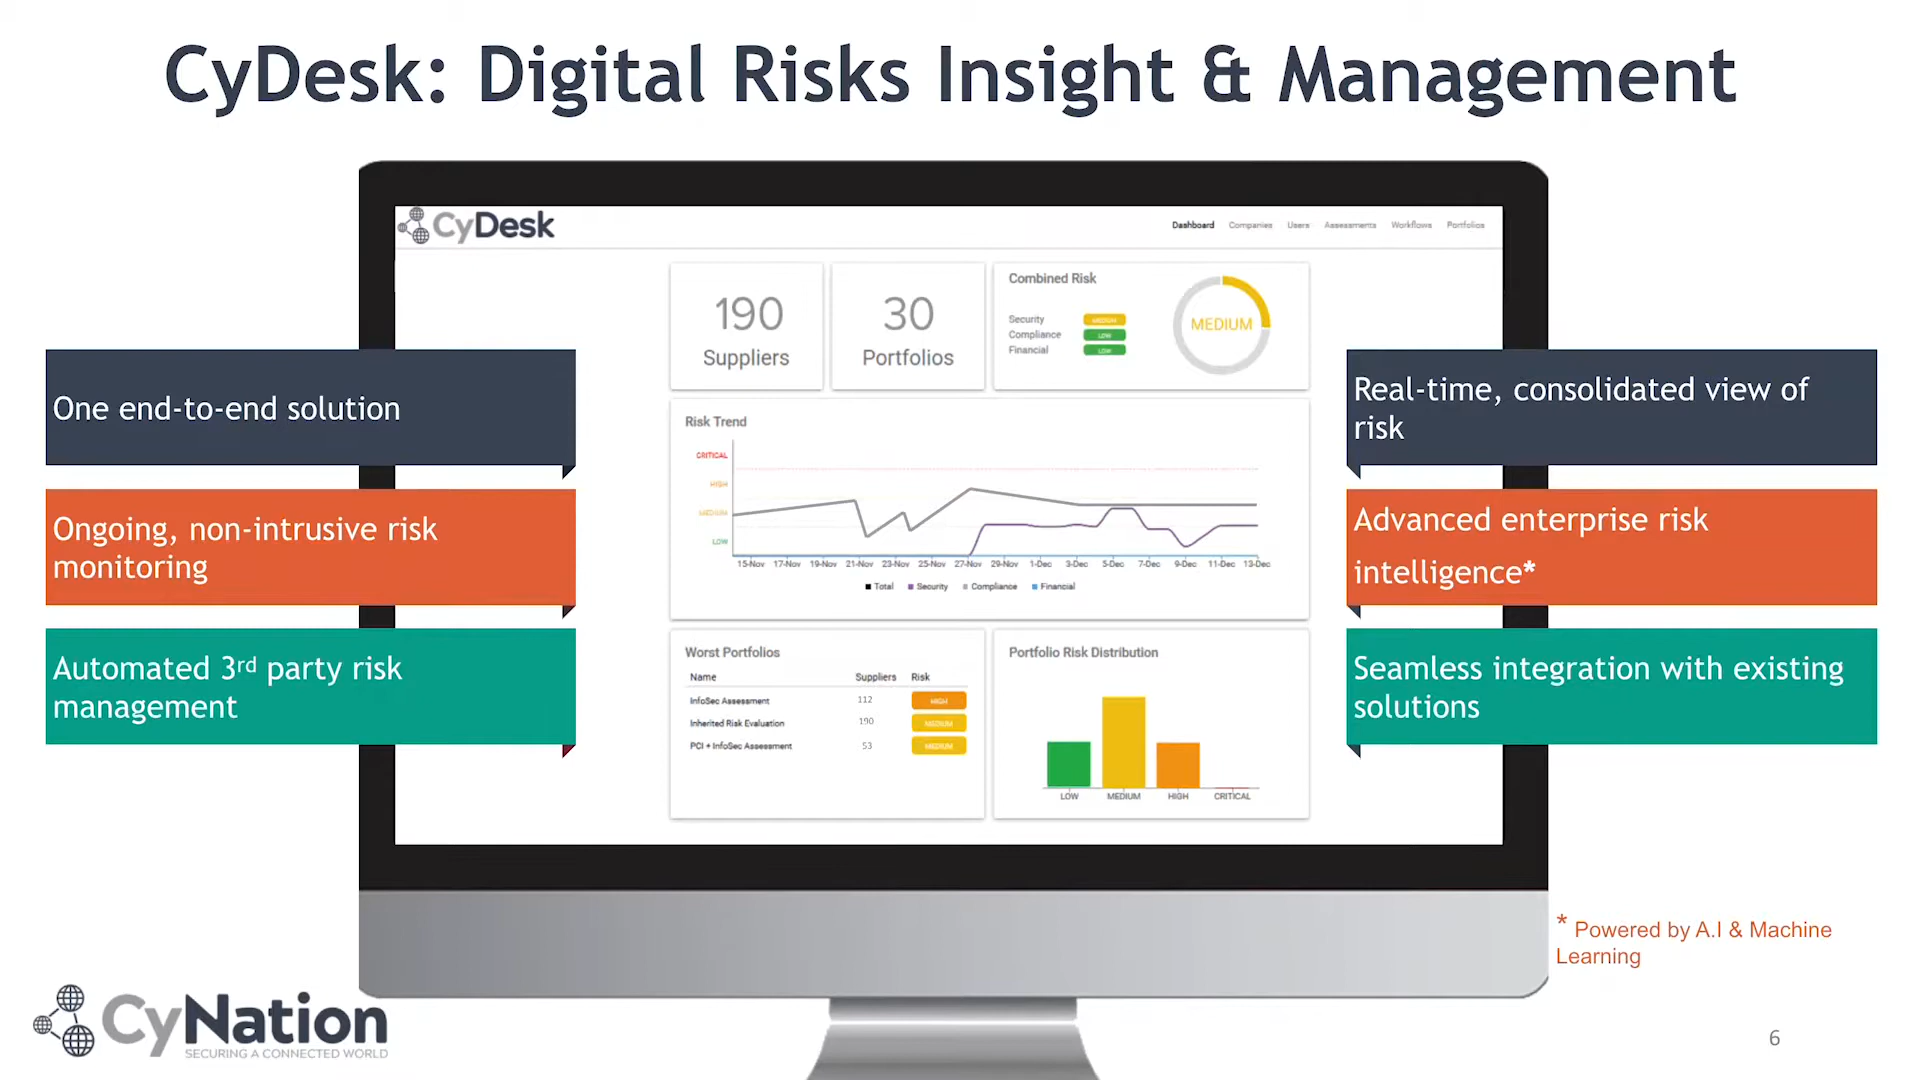 CyDesk: Digital Risks Insight & Management
CyDesk
Dashboard Companies Users Assessments Workflows Portfolios
190
Suppliers
30
Portfolios
Combined Risk
Security MEDIUM
Compliance LOW
Financial LOW
MEDIUM
One end-to-end solution
Ongoing, non-intrusive risk
monitoring
Automated 3rd party risk
management
Risk Trend
CRITICAL
HIGH
MEDIUM
LOW
15-Nov 17-Nov 19-Nov 21-Nov 23-Nov 25-Nov 27-Nov 29-Nov 1-Dec 3-Dec 5-Dec 7-Dec 9-Dec 11-Dec 13-Dec
Total Security Compliance Financial
Worst Portfolios
Name Suppliers Risk
InfoSec Assessment 112 HIGH
Inherited Risk Evaluation 190 MEDIUM
PCI + InfoSec Assessment 53 MEDIUM
Portfolio Risk Distribution
LOW MEDIUM HIGH CRITICAL
Real-time, consolidated view of
risk
Advanced enterprise risk
intelligence*
Seamless integration with existing
solutions
* Powered by A.I & Machine
Learning
CyNation
SECURING A CONNECTED WORLD
6